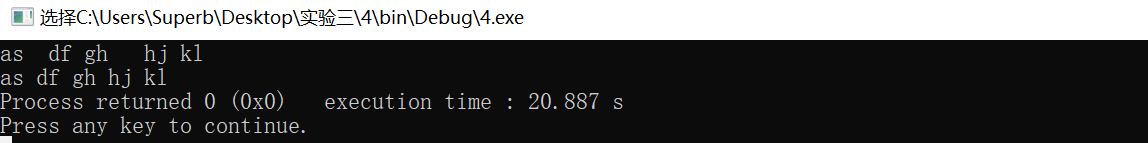 选择C:\Users\Superb\Desktop\实验三\4\bin\Debug\4.exe
as  df gh   hj kl
as df gh hj kl
Process returned 0 (0x0)   execution time : 20.887 s
Press any key to continue.